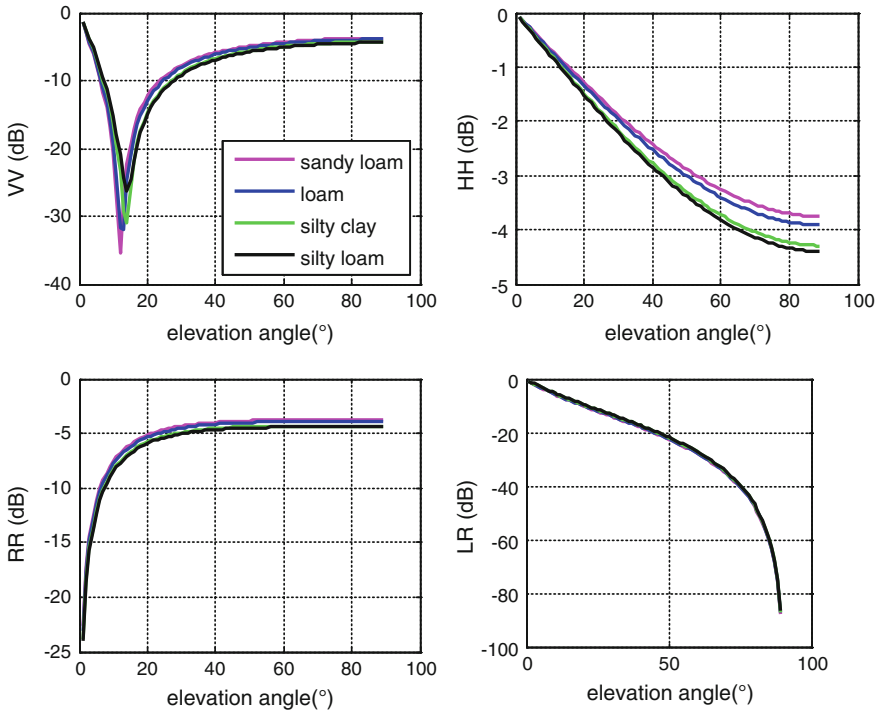 0
-10
-20
-30
-40
VV (dB)
sandy loam
loam
silty clay
silty loam
0 20 40 60 80 100
elevation angle(°)
0
-1
-2
-3
-4
-5
HH (dB)
0 20 40 60 80 100
elevation angle(°)
0
-5
-10
-15
-20
-25
RR (dB)
0 20 40 60 80 100
elevation angle(°)
0
-20
-40
-60
-80
-100
LR (dB)
0 50 100
elevation angle(°)